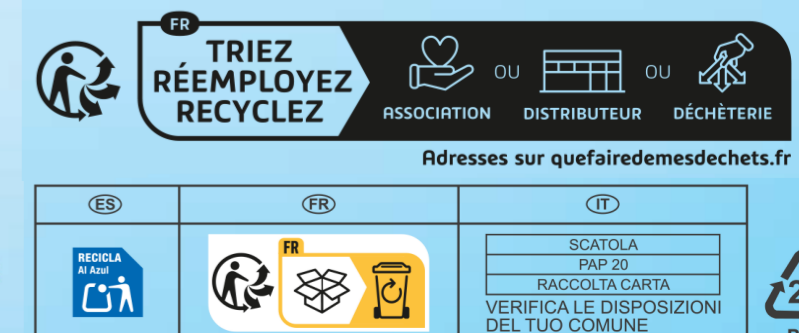 FR
TRIEZ
RÉEMPLOYEZ
RECYCLEZ
ASSOCIATION
OU
DISTRIBUTEUR
OU
DÉCHÈTERIE
Adresses sur quefairedemesdechets.fr
ES
FR
IT
RECICLA
Al Azul
FR
SCATOLA
PAP 20
RACCOLTA CARTA
VERIFICA LE DISPOSIZIONI
DEL TUO COMUNE